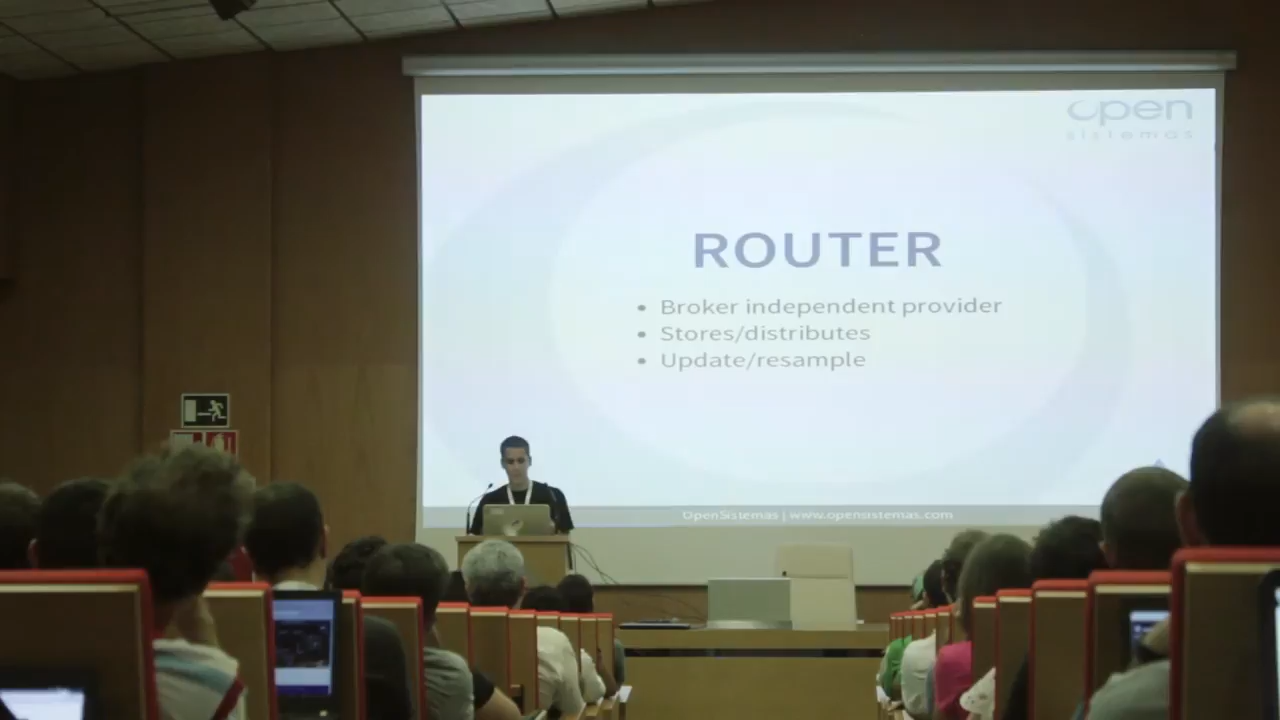 open
sistemas
ROUTER
• Broker independent provider
• Stores/distributes
• Update/resample
OpenSistemas | www.opensistemas.com